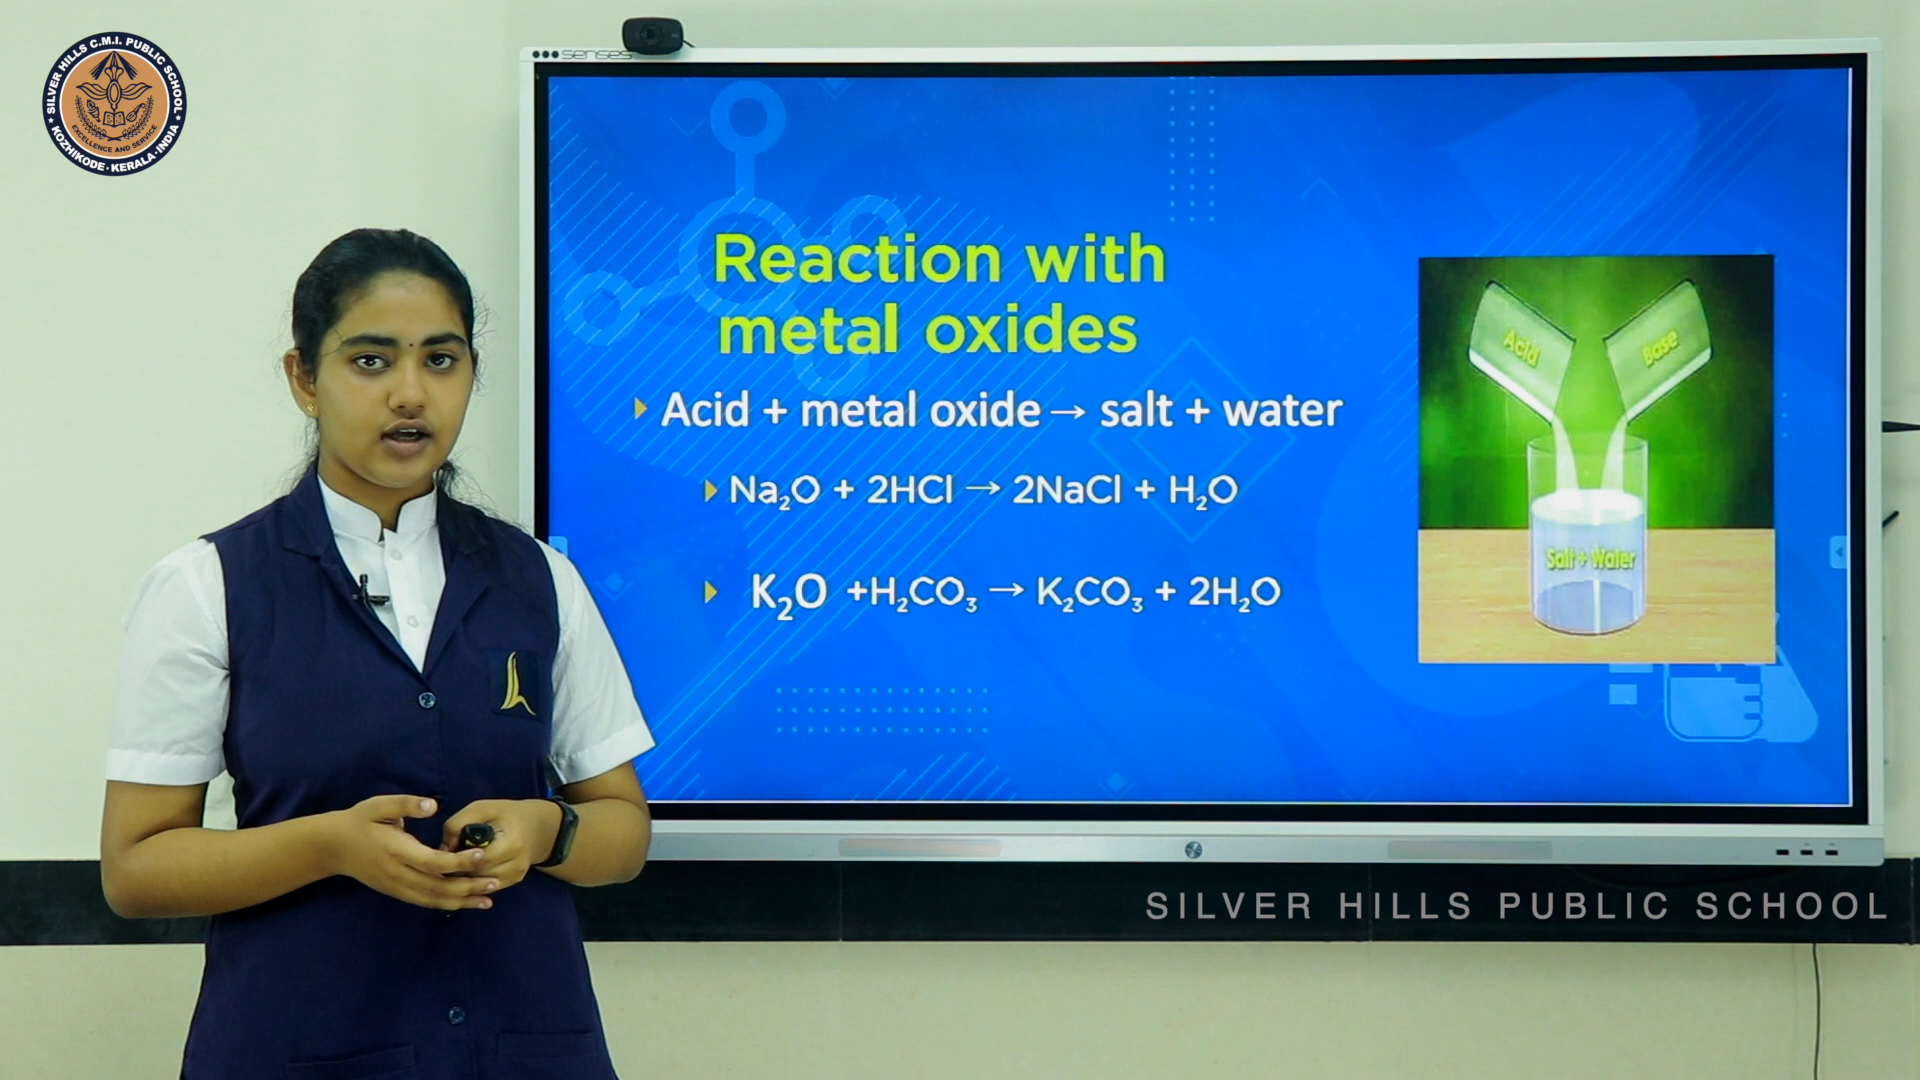 SILVER HILLS C.M.I. PUBLIC SCHOOL
EXCELLENCE AND SERVICE
KOZHIKODE · KERALA · INDIA
senses
Reaction with
metal oxides
Acid + metal oxide → salt + water
Na₂O + 2HCl → 2NaCl + H₂O
K₂O +H₂CO₃ → K₂CO₃ + 2H₂O
Acid
Base
Salt + Water
SILVER HILLS PUBLIC SCHOOL